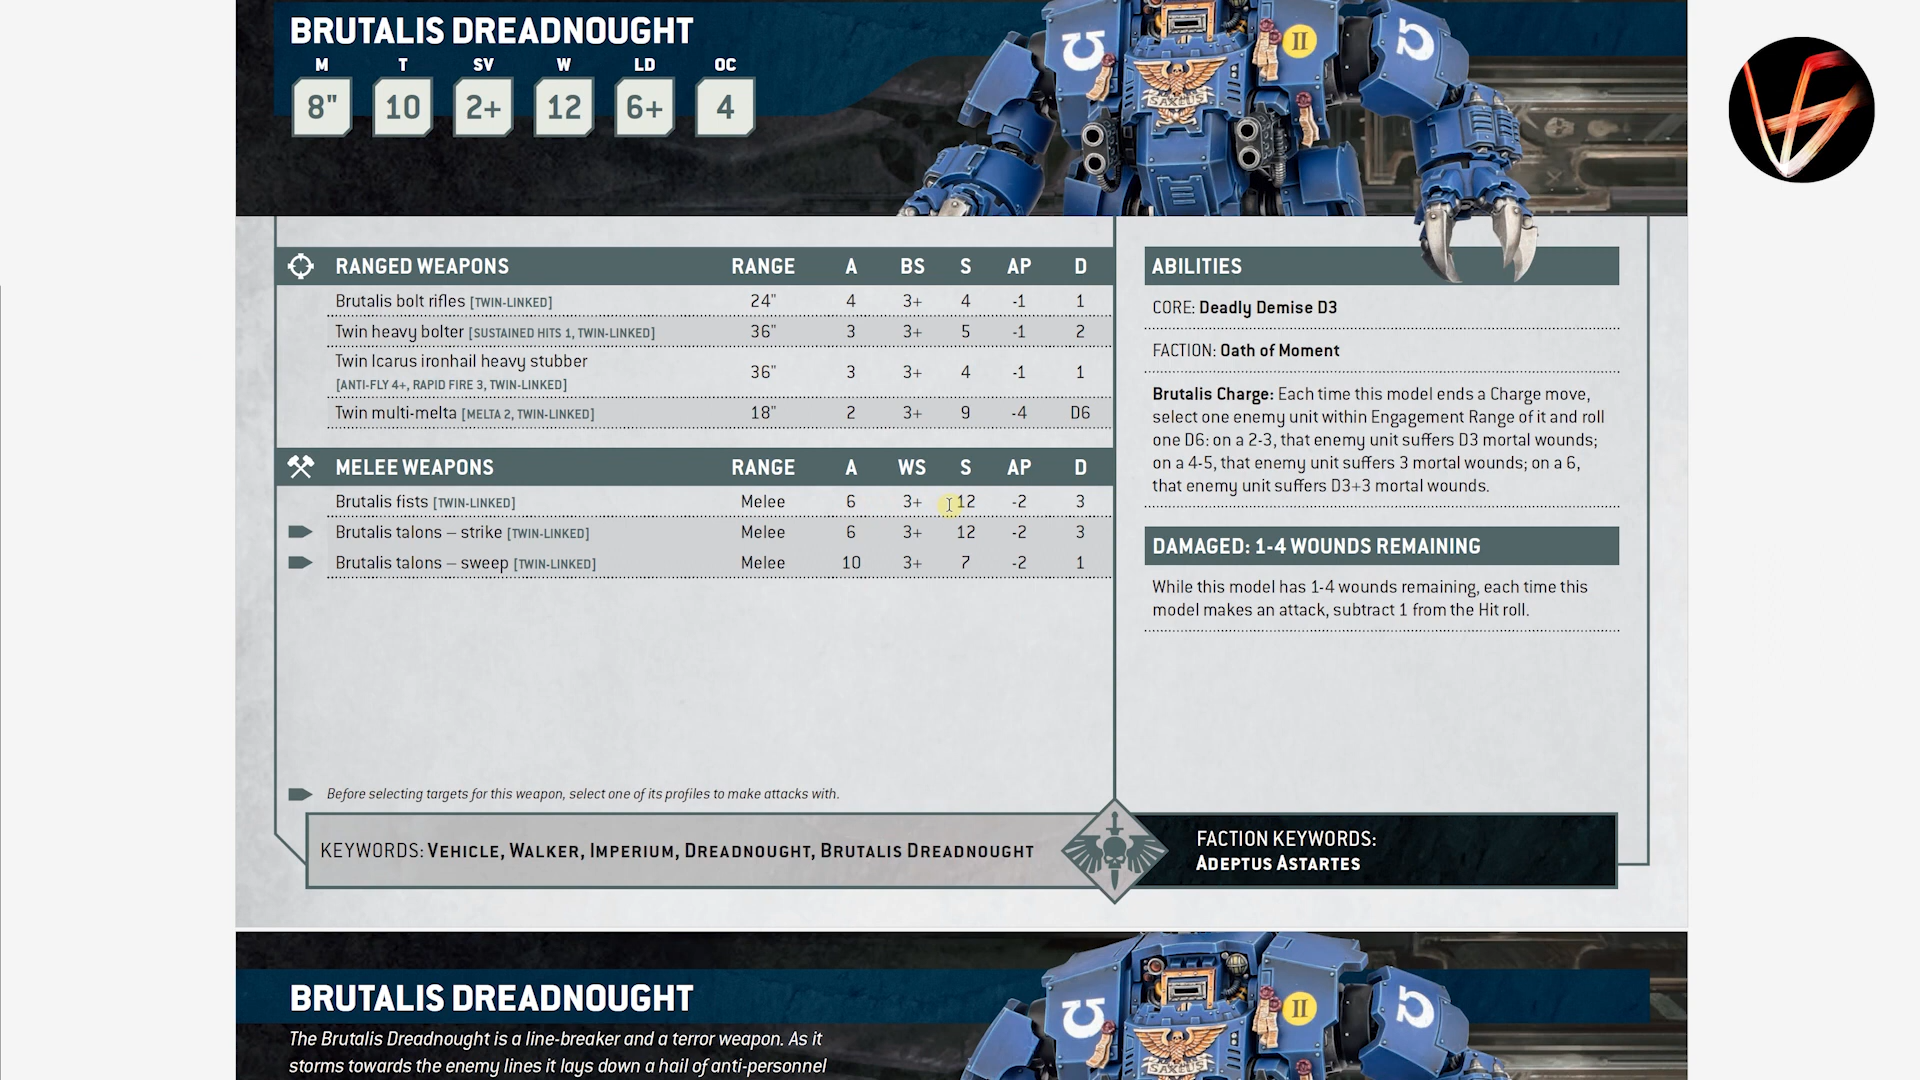 BRUTALIS DREADNOUGHT
M T SV W LD OC
8" 10 2+ 12 6+ 4
II
SAXEUS
RANGED WEAPONS RANGE A BS S AP D
Brutalis bolt rifles [TWIN-LINKED] 24" 4 3+ 4 -1 1
Twin heavy bolter [SUSTAINED HITS 1, TWIN-LINKED] 36" 3 3+ 5 -1 2
Twin Icarus ironhail heavy stubber
[ANTI-FLY 4+, RAPID FIRE 3, TWIN-LINKED] 36" 3 3+ 4 -1 1
Twin multi-melta [MELTA 2, TWIN-LINKED] 18" 2 3+ 9 -4 D6
MELEE WEAPONS RANGE A WS S AP D
Brutalis fists [TWIN-LINKED] Melee 6 3+ 12 -2 3
Brutalis talons – strike [TWIN-LINKED] Melee 6 3+ 12 -2 3
Brutalis talons – sweep [TWIN-LINKED] Melee 10 3+ 7 -2 1
Before selecting targets for this weapon, select one of its profiles to make attacks with.
ABILITIES
CORE: Deadly Demise D3
FACTION: Oath of Moment
Brutalis Charge: Each time this model ends a Charge move,
select one enemy unit within Engagement Range of it and roll
one D6: on a 2-3, that enemy unit suffers D3 mortal wounds;
on a 4-5, that enemy unit suffers 3 mortal wounds; on a 6,
that enemy unit suffers D3+3 mortal wounds.
DAMAGED: 1-4 WOUNDS REMAINING
While this model has 1-4 wounds remaining, each time this
model makes an attack, subtract 1 from the Hit roll.
KEYWORDS: VEHICLE, WALKER, IMPERIUM, DREADNOUGHT, BRUTALIS DREADNOUGHT
FACTION KEYWORDS:
ADEPTUS ASTARTES
BRUTALIS DREADNOUGHT
The Brutalis Dreadnought is a line-breaker and a terror weapon. As it
storms towards the enemy lines it lays down a hail of anti-personnel
II
SAXEUS